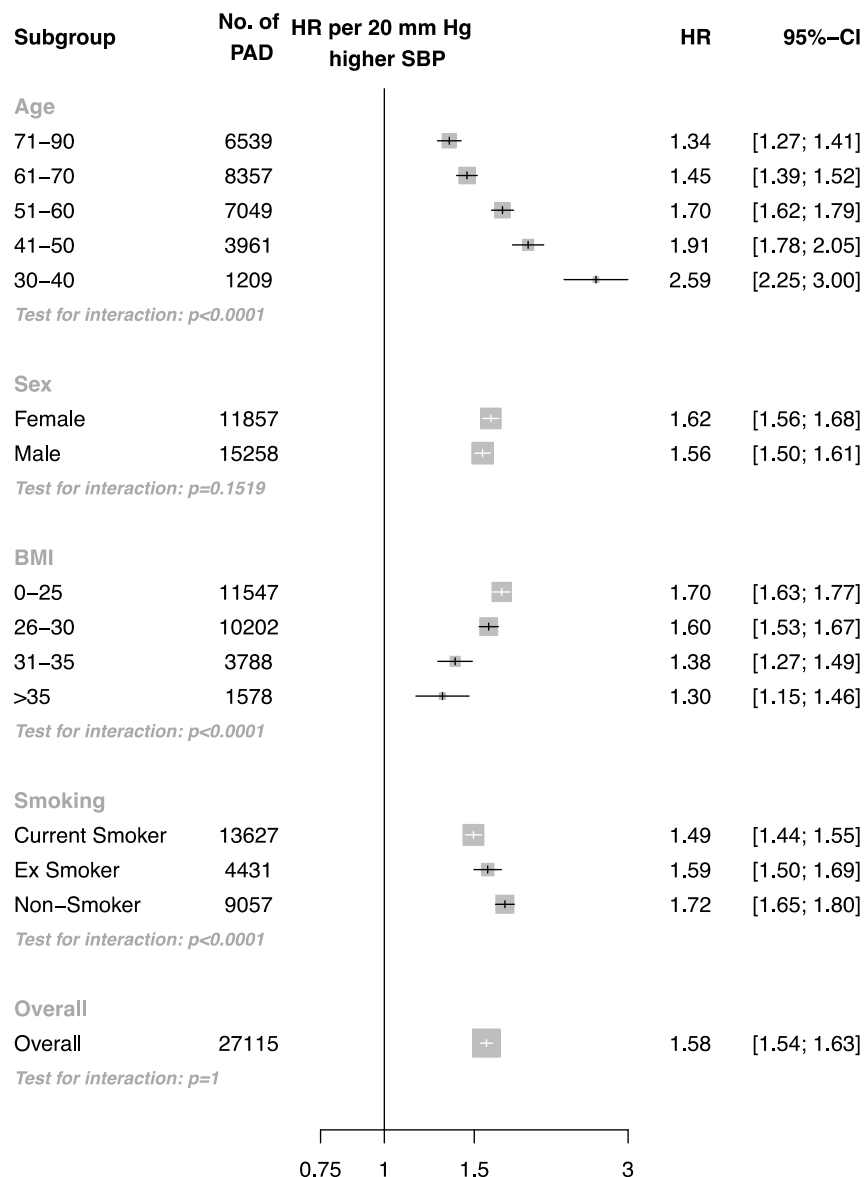 Subgroup No. of PAD HR per 20 mm Hg higher SBP HR 95%–CI
Age
71–90 6539 1.34 [1.27; 1.41]
61–70 8357 1.45 [1.39; 1.52]
51–60 7049 1.70 [1.62; 1.79]
41–50 3961 1.91 [1.78; 2.05]
30–40 1209 2.59 [2.25; 3.00]
Test for interaction: p<0.0001
Sex
Female 11857 1.62 [1.56; 1.68]
Male 15258 1.56 [1.50; 1.61]
Test for interaction: p=0.1519
BMI
0–25 11547 1.70 [1.63; 1.77]
26–30 10202 1.60 [1.53; 1.67]
31–35 3788 1.38 [1.27; 1.49]
>35 1578 1.30 [1.15; 1.46]
Test for interaction: p<0.0001
Smoking
Current Smoker 13627 1.49 [1.44; 1.55]
Ex Smoker 4431 1.59 [1.50; 1.69]
Non–Smoker 9057 1.72 [1.65; 1.80]
Test for interaction: p<0.0001
Overall
Overall 27115 1.58 [1.54; 1.63]
Test for interaction: p=1
0.75 1 1.5 3